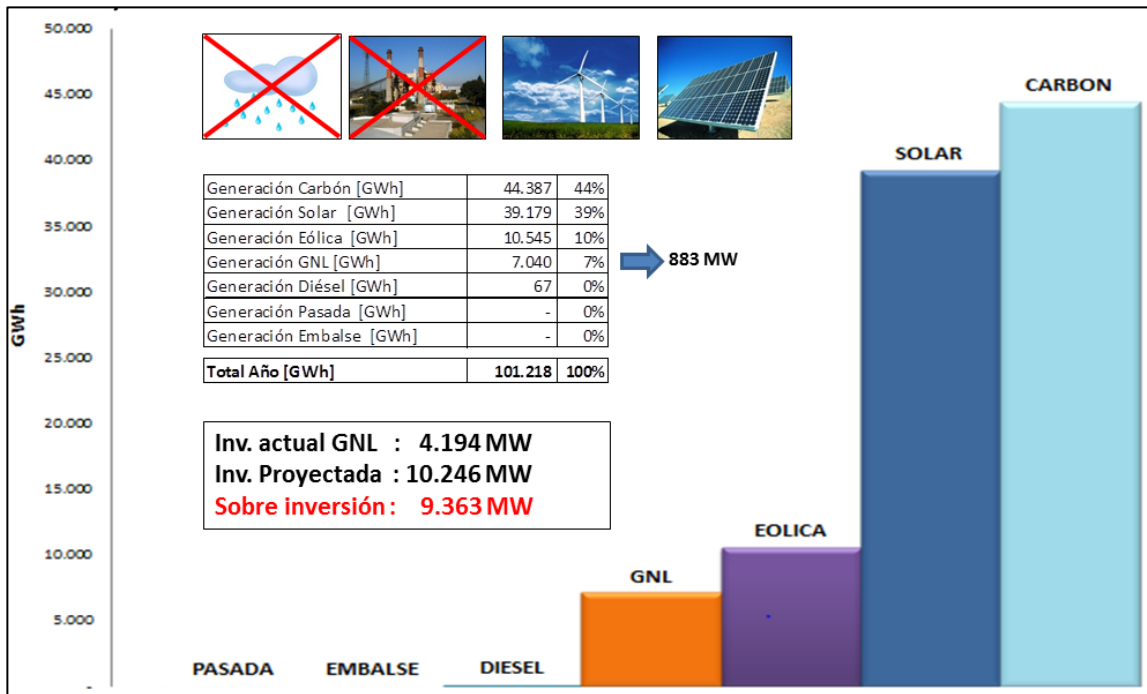 50.000
45.000
40.000
35.000
30.000
25.000
20.000
15.000
10.000
5.000
-
GWh
Generación Carbón [GWh] 44.387 44%
Generación Solar [GWh] 39.179 39%
Generación Eólica [GWh] 10.545 10%
Generación GNL [GWh] 7.040 7%
Generación Diésel [GWh] 67 0%
Generación Pasada [GWh] - 0%
Generación Embalse [GWh] - 0%
Total Año [GWh] 101.218 100%
883 MW
Inv. actual GNL : 4.194 MW
Inv. Proyectada : 10.246 MW
Sobre inversión : 9.363 MW
PASADA
EMBALSE
DIESEL
GNL
EOLICA
SOLAR
CARBON